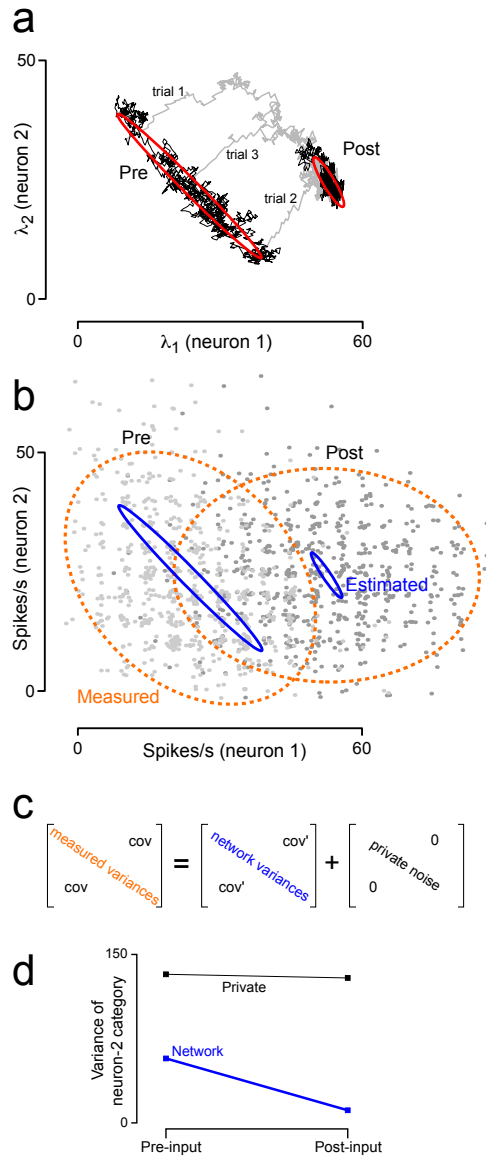 a
50
trial 1
trial 3
Pre
Post
trial 2
λ2 (neuron 2)
0
0
λ1 (neuron 1)
60
b
Pre
Post
50
Spikes/s (neuron 2)
Estimated
0
Measured
0
Spikes/s (neuron 1)
60
c
measured variances
cov
cov
=
network variances
cov'
cov'
+
private noise
0
0
d
150
Variance of
neuron-2 category
Private
Network
0
Pre-input
Post-input